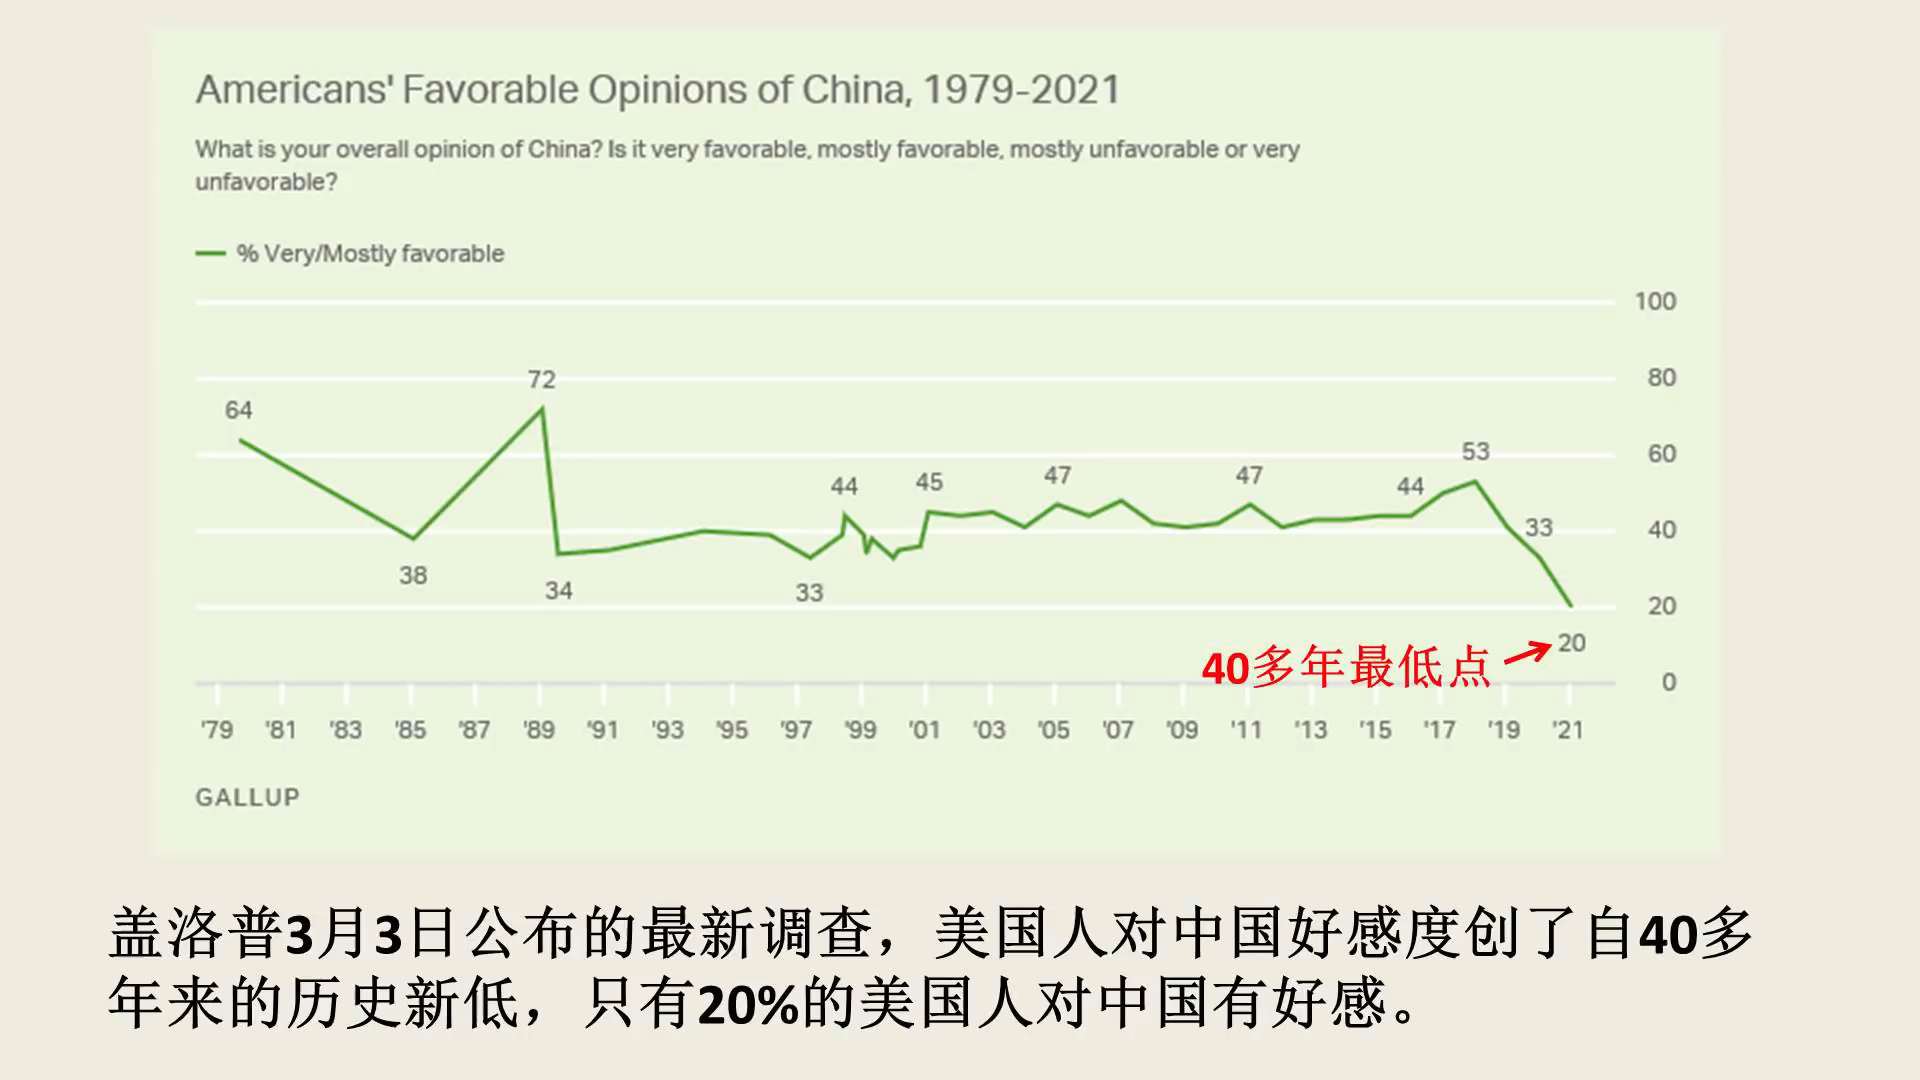 Americans' Favorable Opinions of China, 1979-2021
What is your overall opinion of China? Is it very favorable, mostly favorable, mostly unfavorable or very
unfavorable?
% Very/Mostly favorable
100
80
60
40
20
0
64
38
72
34
33
44
45
47
47
44
53
33
20
40多年最低点
'79 '81 '83 '85 '87 '89 '91 '93 '95 '97 '99 '01 '03 '05 '07 '09 '11 '13 '15 '17 '19 '21
GALLUP
盖洛普3月3日公布的最新调查，美国人对中国好感度创了自40多
年来的历史新低，只有20%的美国人对中国有好感。